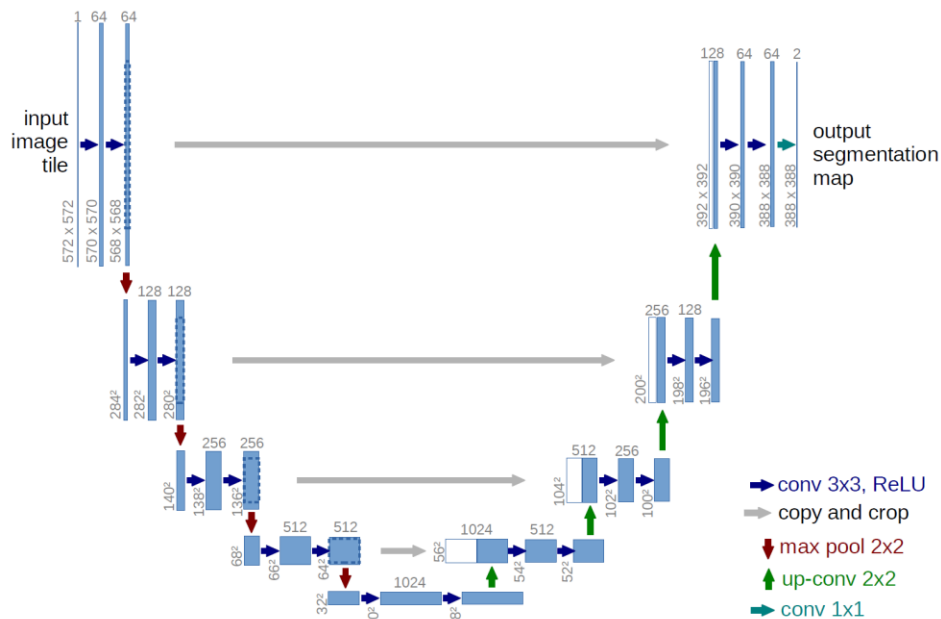 1 64 64
128 64 64 2
input
image
tile
output
segmentation
map
572 x 572
570 x 570
568 x 568
392 x 392
390 x 390
388 x 388
388 x 388
128 128
256 128
284²
282²
280²
200²
198²
196²
256 256
512 256
140²
138²
136²
104²
102²
100²
512 512
1024 512
68²
66²
64²
56²
54²
52²
1024
32²
0²
8²
conv 3x3, ReLU
copy and crop
max pool 2x2
up-conv 2x2
conv 1x1